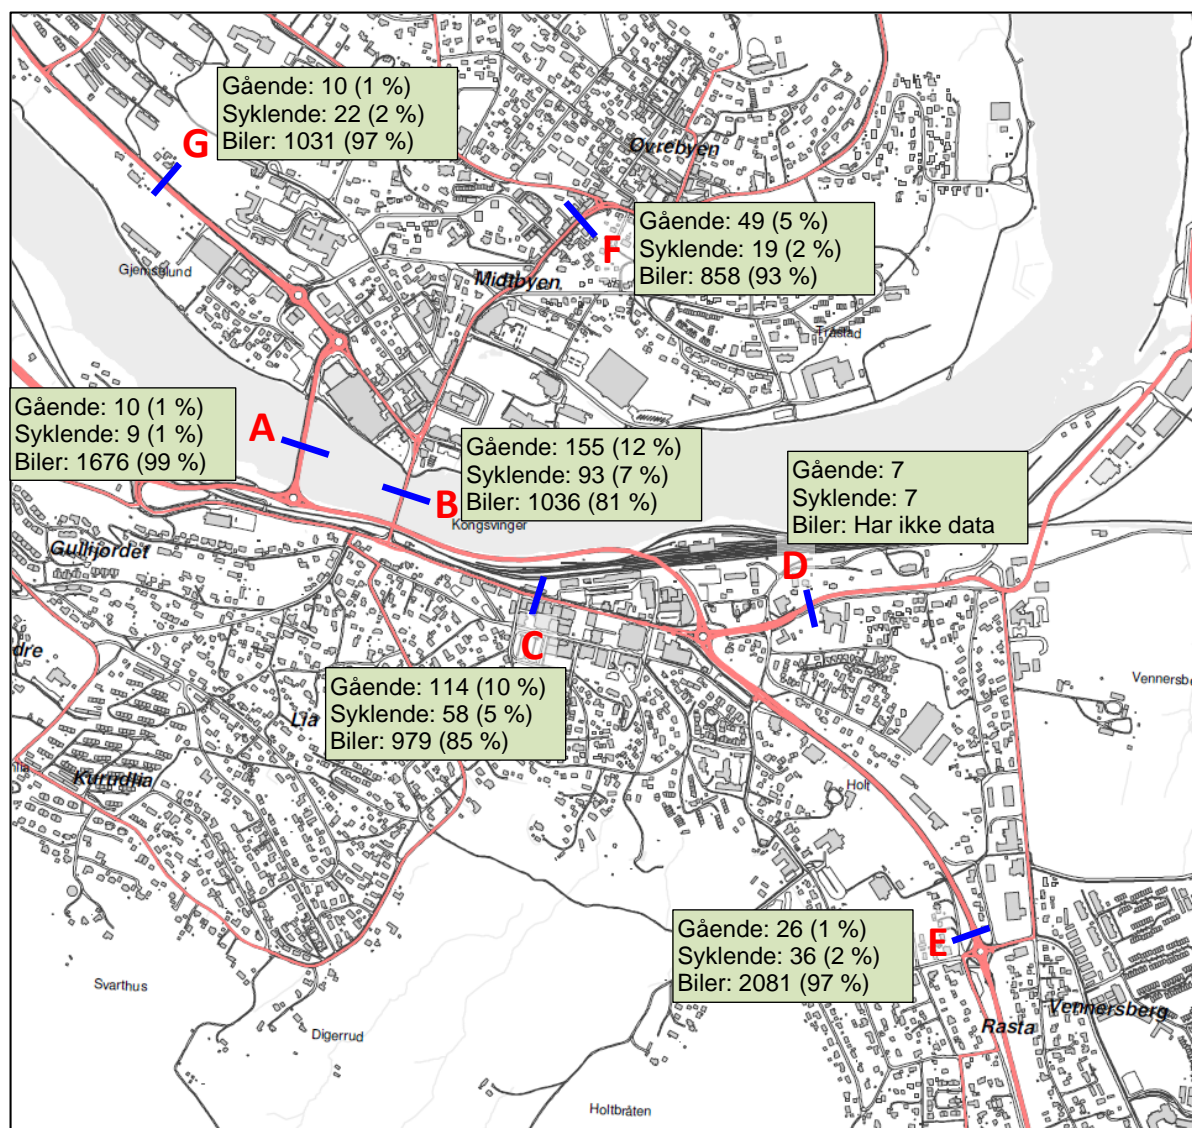 Gående: 10 (1 %)
Syklende: 22 (2 %)
Biler: 1031 (97 %)
G
Øvrebyen
Gående: 49 (5 %)
Syklende: 19 (2 %)
Biler: 858 (93 %)
F
Gjemselund
Midtbyen
Tråstad
Gående: 10 (1 %)
Syklende: 9 (1 %)
Biler: 1676 (99 %)
A
Gående: 155 (12 %)
Syklende: 93 (7 %)
Biler: 1036 (81 %)
B
Kongsvinger
Gående: 7
Syklende: 7
Biler: Har ikke data
D
Gullfjordet
C
Gående: 114 (10 %)
Syklende: 58 (5 %)
Biler: 979 (85 %)
dre
Lia
Vennersbe
Kurudlia
Holt
Gående: 26 (1 %)
Syklende: 36 (2 %)
Biler: 2081 (97 %)
E
Svarthus
Vennersberg
Rasta
Digerrud
Holtbråten